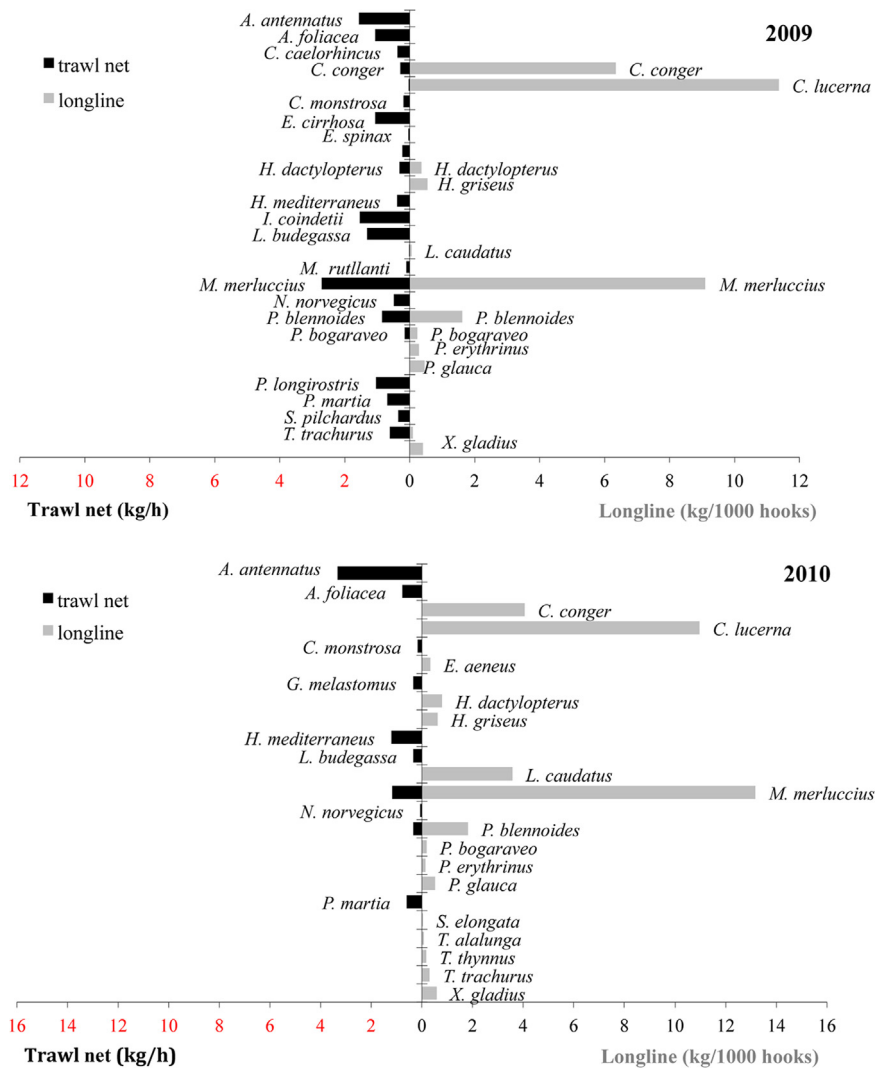 2009
trawl net
longline
A. antennatus
A. foliacea
C. caelorhincus
C. conger C. conger
C. lucerna
C. monstrosa
E. cirrhosa
E. spinax
H. dactylopterus H. dactylopterus
H. griseus
H. mediterraneus
I. coindetii
L. budegassa
L. caudatus
M. rutllanti
M. merluccius M. merluccius
N. norvegicus
P. blennoides P. blennoides
P. bogaraveo P. bogaraveo
P. erythrinus
P. glauca
P. longirostris
P. martia
S. pilchardus
T. trachurus
X. gladius
12 10 8 6 4 2 0 2 4 6 8 10 12
Trawl net (kg/h) Longline (kg/1000 hooks)
2010
trawl net
longline
A. antennatus
A. foliacea
C. conger
C. lucerna
C. monstrosa
E. aeneus
G. melastomus
H. dactylopterus
H. griseus
H. mediterraneus
L. budegassa
L. caudatus
M. merluccius
N. norvegicus
P. blennoides
P. bogaraveo
P. erythrinus
P. glauca
P. martia
S. elongata
T. alalunga
T. thynnus
T. trachurus
X. gladius
16 14 12 10 8 6 4 2 0 2 4 6 8 10 12 14 16
Trawl net (kg/h) Longline (kg/1000 hooks)